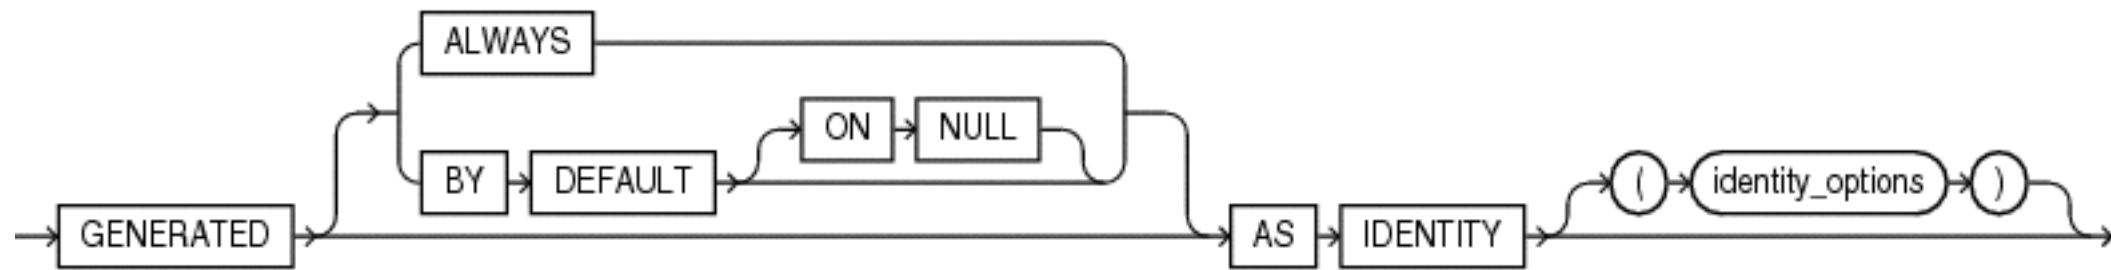 ALWAYS
ON NULL
BY DEFAULT
( identity_options )
GENERATED
AS IDENTITY